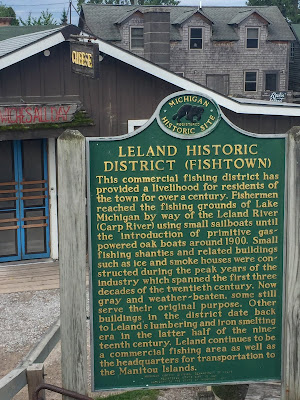 CHEESE
MICHIGAN
REGISTERED
HISTORIC SITE
LELAND HISTORIC
DISTRICT (FISHTOWN)
This commercial fishing district has
provided a livelihood for residents of
the town for over a century. Fishermen
reached the fishing grounds of Lake
Michigan by way of the Leland River
(Carp River) using small sailboats until
the introduction of primitive gas-
powered oak boats around 1900. Small
fishing shanties and related buildings
such as ice and smoke houses were con-
structed during the peak years of the
industry which spanned the first three
decades of the twentieth century. Now
gray and weather-beaten, some still
serve their original purpose. Other
buildings in the district date back
to Leland's lumbering and iron smelting
era in the latter half of the nine-
teenth century. Leland continues to be
a commercial fishing area as well as
the headquarters for transportation to
the Manitou Islands.